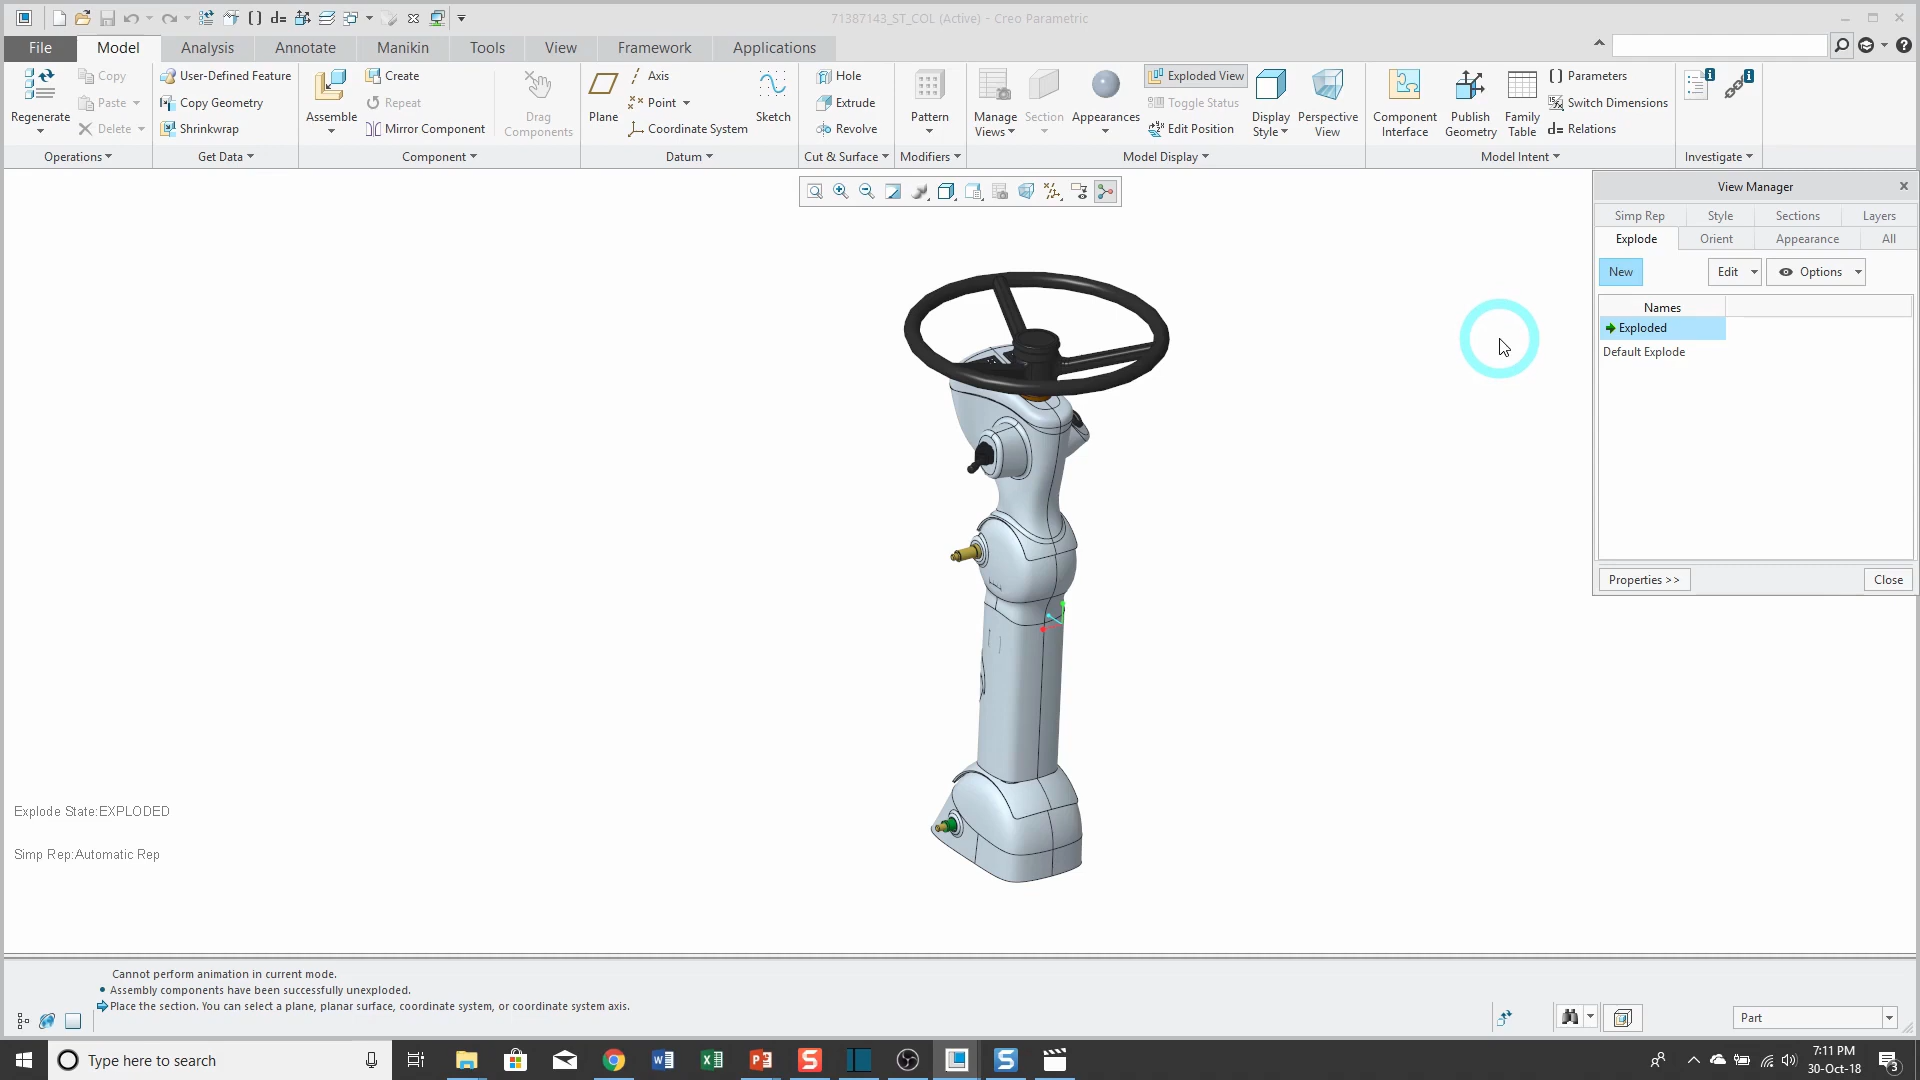 71387143_ST_COL (Active) - Creo Parametric
File Model Analysis Annotate Manikin Tools View Framework Applications
Regenerate
Copy
Paste
Delete
Operations
User-Defined Feature
Copy Geometry
Shrinkwrap
Get Data
Assemble
Create
Repeat
Mirror Component
Drag Components
Component
Plane
Axis
Point
Coordinate System
Sketch
Datum
Hole
Extrude
Revolve
Cut & Surface
Pattern
Modifiers
Manage Views
Section
Appearances
Exploded View
Toggle Status
Edit Position
Display Style
Perspective View
Model Display
Component Interface
Publish Geometry
Family Table
Parameters
Switch Dimensions
d= Relations
Model Intent
Investigate
View Manager
Simp Rep Style Sections Layers
Explode Orient Appearance All
New Edit Options
Names
Exploded
Default Explode
Properties >> Close
Explode State:EXPLODED
Simp Rep:Automatic Rep
Cannot perform animation in current mode.
• Assembly components have been successfully unexploded.
Place the section. You can select a plane, planar surface, coordinate system, or coordinate system axis.
Part
Type here to search
7:11 PM
30-Oct-18
3